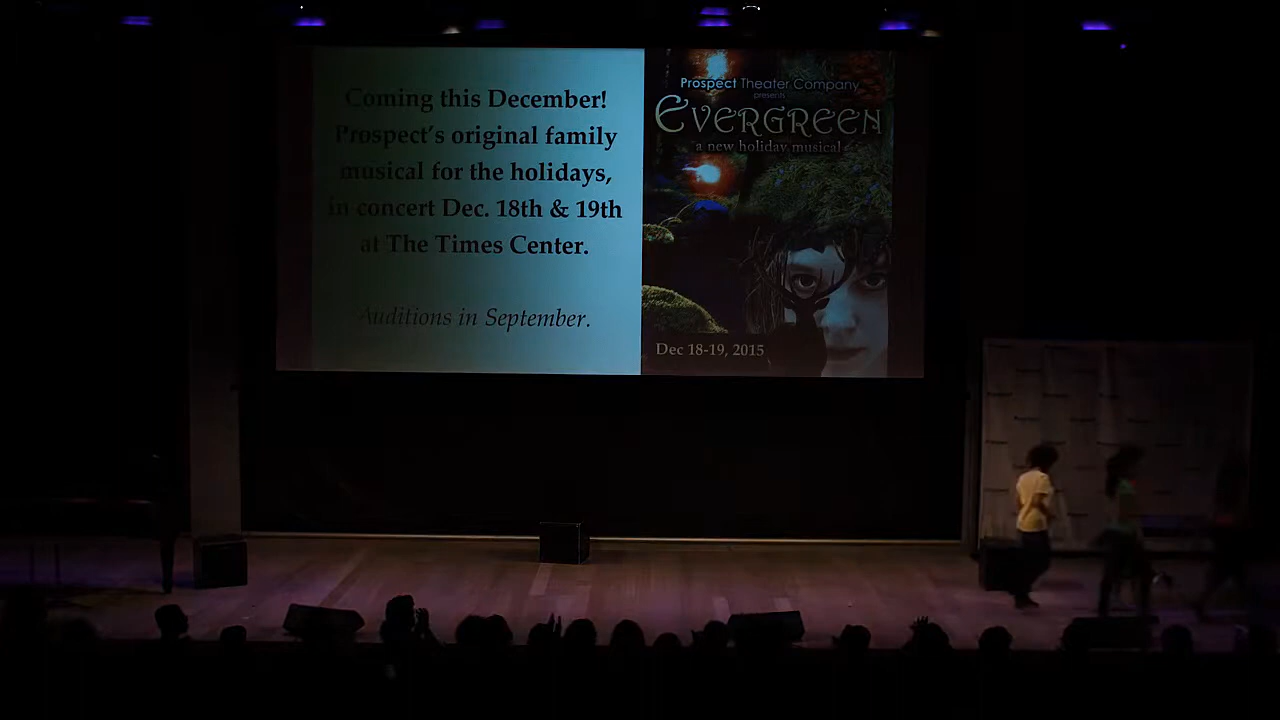 Coming this December!
Prospect's original family
musical for the holidays,
in concert Dec. 18th & 19th
at The Times Center.
Auditions in September.
Prospect Theater Company
presents
EVERGREEN
a new holiday musical
Dec 18-19, 2015